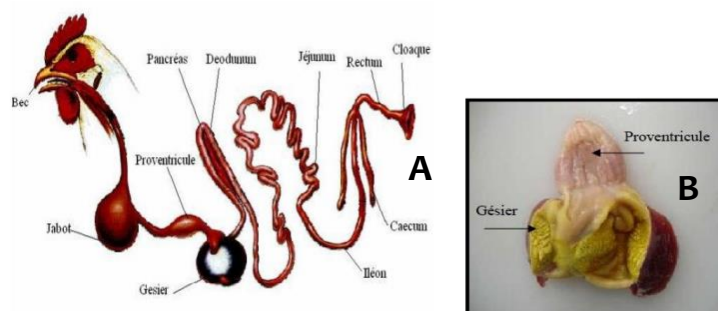 Bec
Jabot
Proventricule
Gesier
Pancréas
Deodunum
Jéjunum
Rectum
Cloaque
Caecum
Iléon
A
Proventricule
Gésier
B